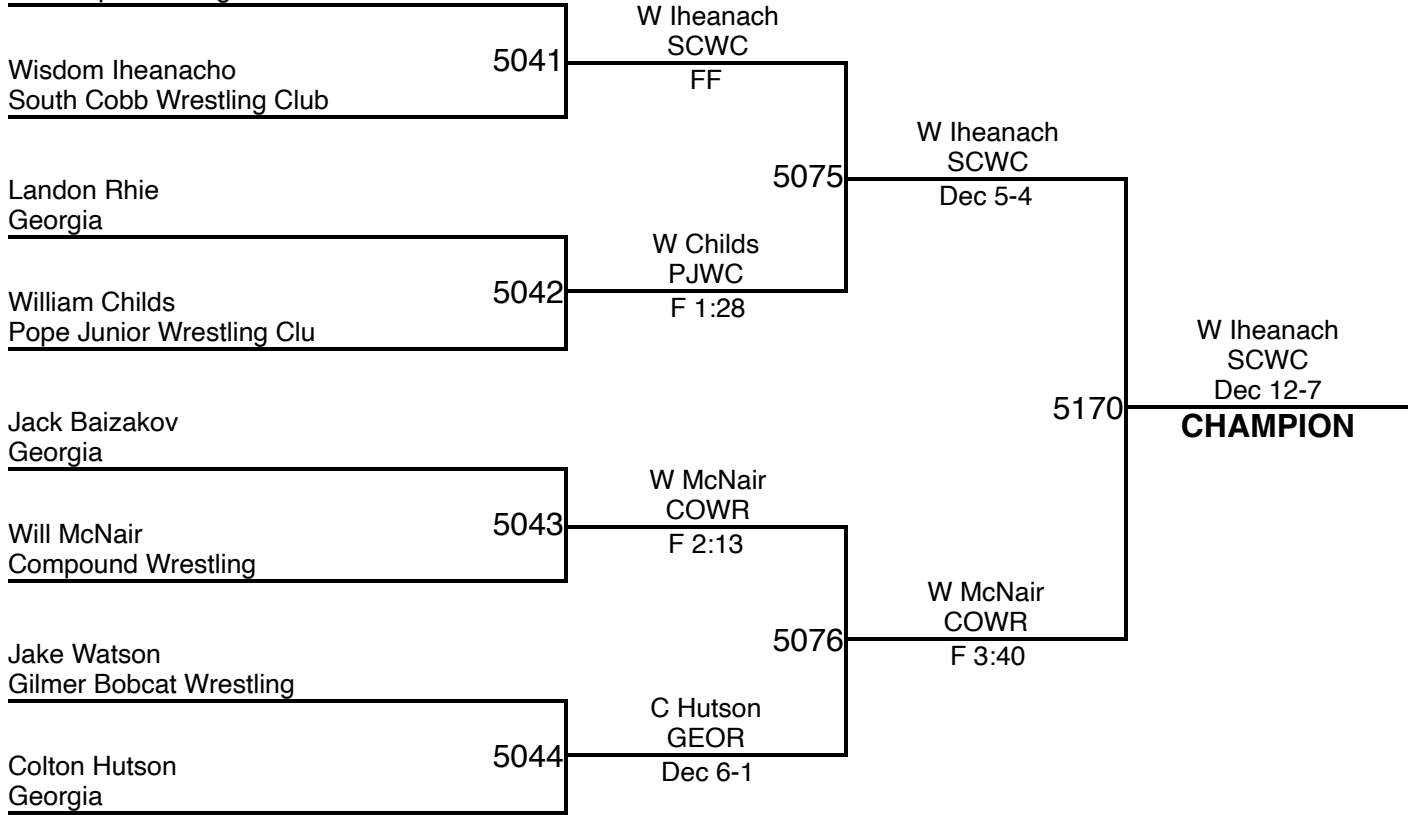 W Iheanach
SCWC
FF
5041
Wisdom Iheanacho
South Cobb Wrestling Club
W Iheanach
SCWC
Dec 5-4
5075
Landon Rhie
Georgia
W Childs
PJWC
F 1:28
5042
William Childs
Pope Junior Wrestling Clu
W Iheanach
SCWC
Dec 12-7
CHAMPION
5170
Jack Baizakov
Georgia
W McNair
COWR
F 2:13
5043
Will McNair
Compound Wrestling
W McNair
COWR
F 3:40
5076
Jake Watson
Gilmer Bobcat Wrestling
C Hutson
GEOR
Dec 6-1
5044
Colton Hutson
Georgia